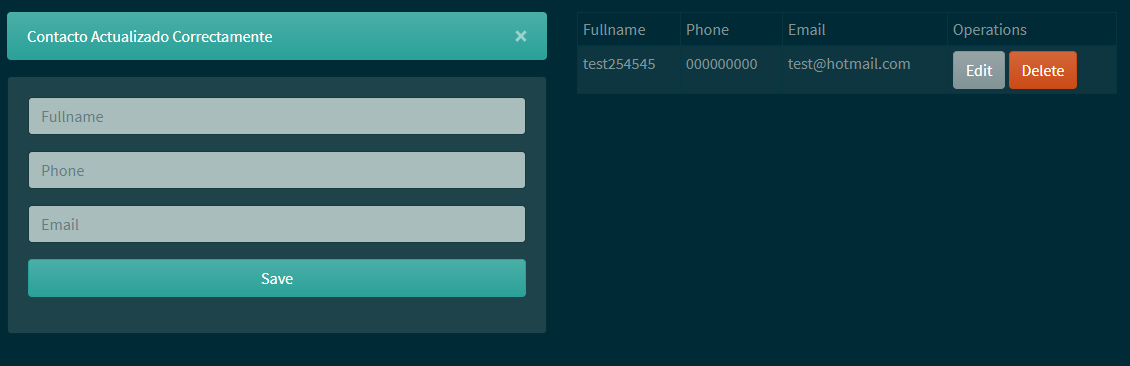 Contacto Actualizado Correctamente ×
Fullname
Phone
Email
Save
Fullname Phone Email Operations
test254545 000000000 test@hotmail.com Edit Delete